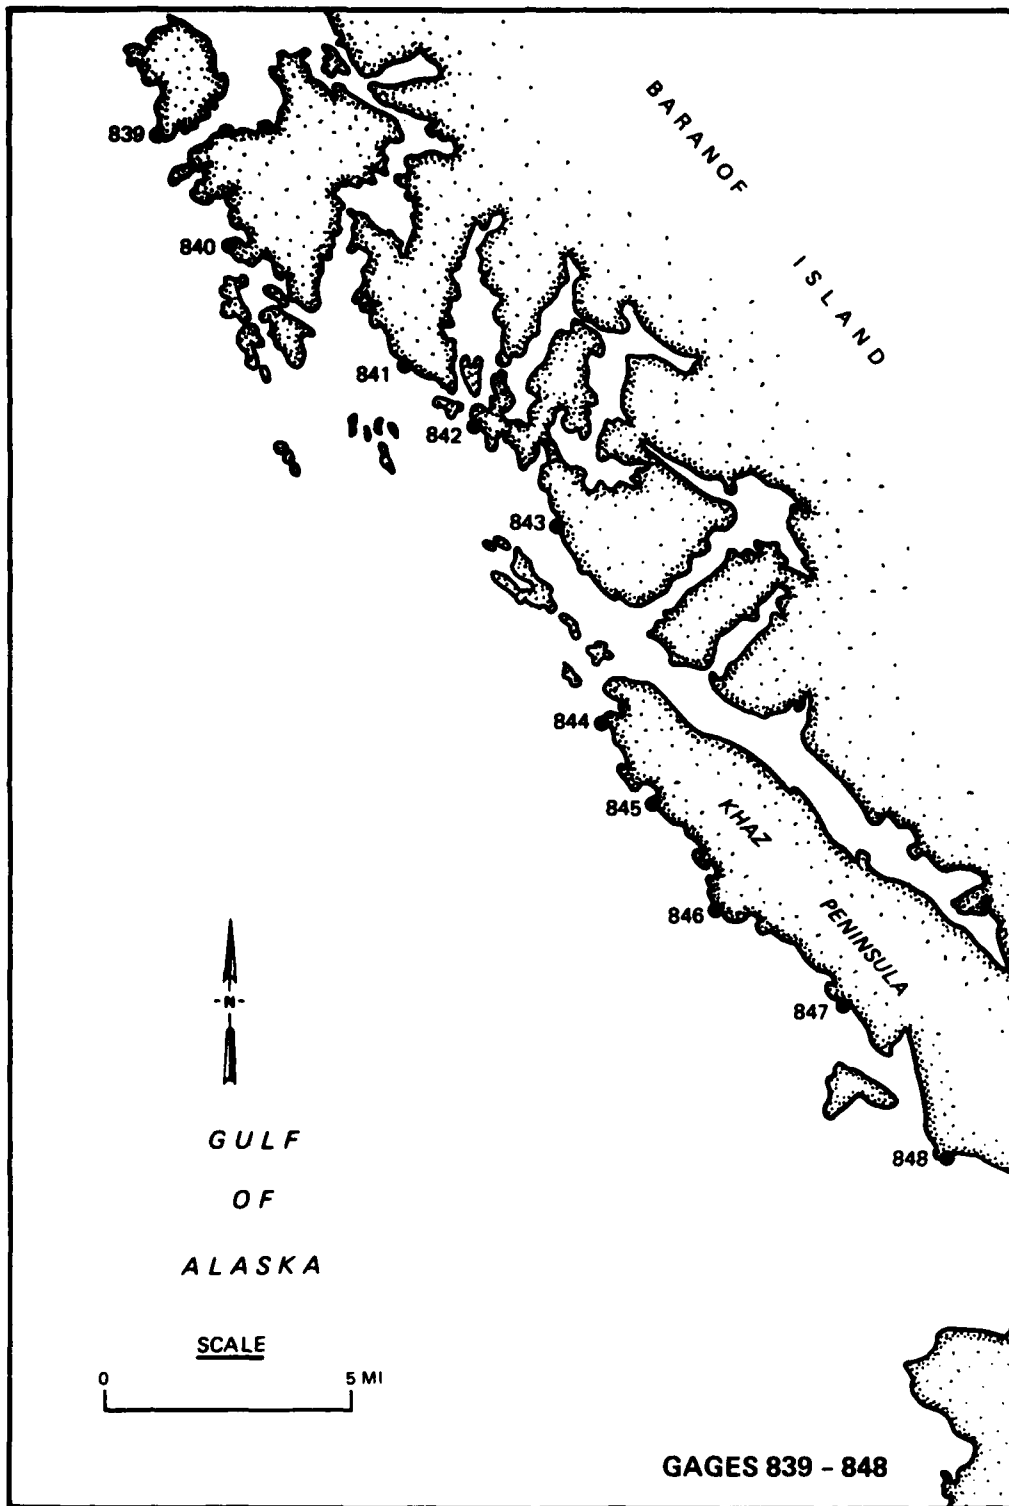 BARANOF
ISLAND
839
840
841
842
843
844
845
KHAZ
846
PENINSULA
847
848
-N-
GULF
OF
ALASKA
SCALE
0 5 MI
GAGES 839 - 848